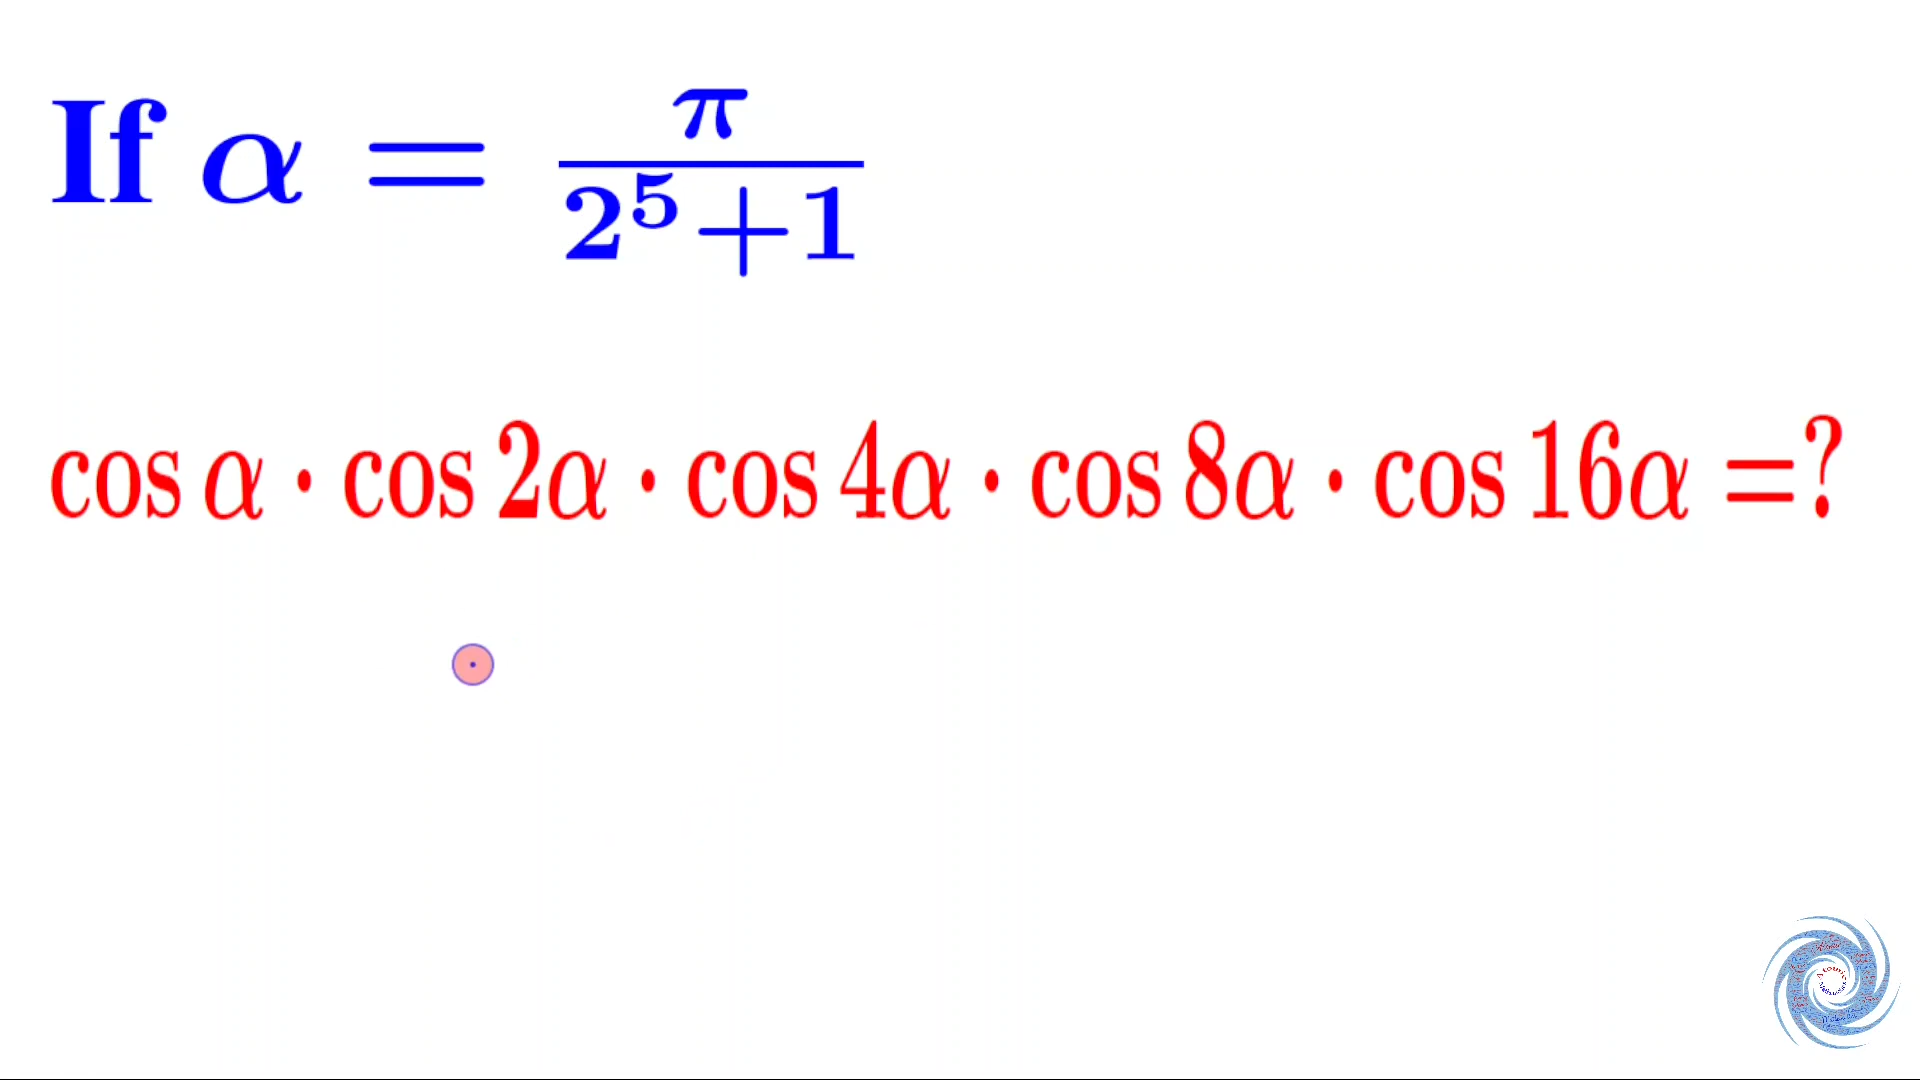 If α = π/(2⁵+1)
cos α · cos 2α · cos 4α · cos 8α · cos 16α =?